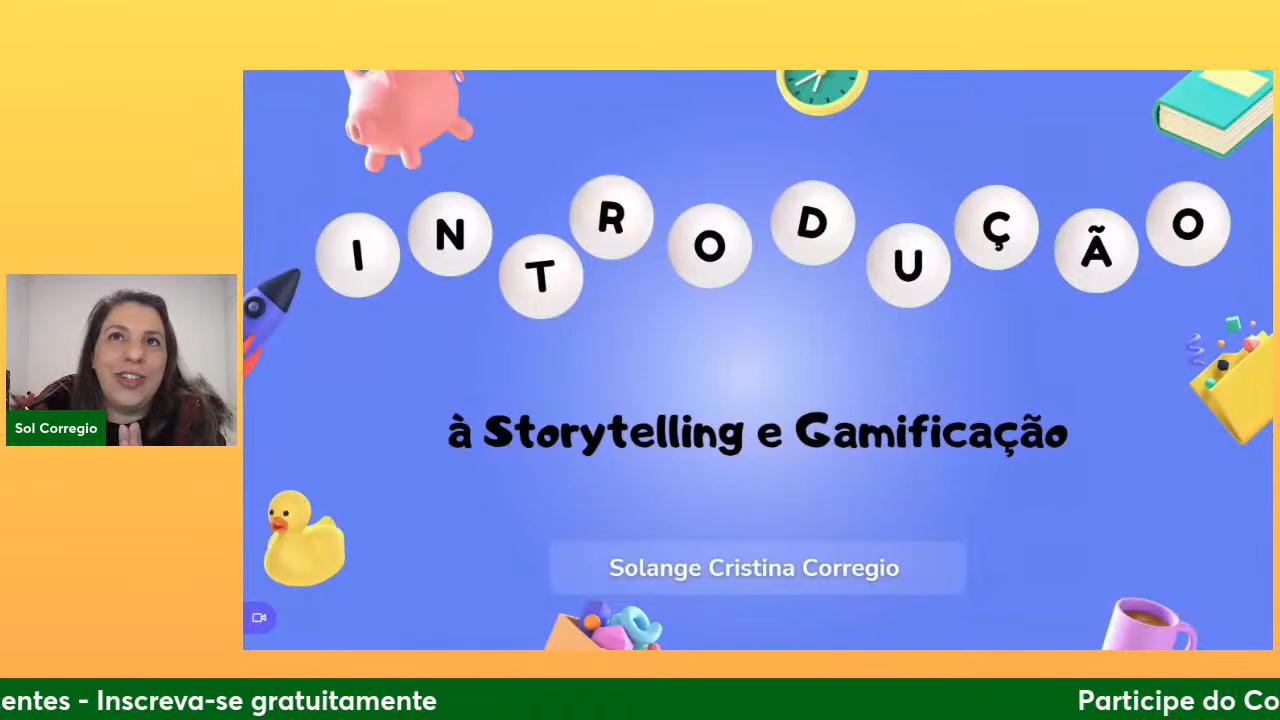 INTRODUÇÃO
à Storytelling e Gamificação
Solange Cristina Corregio
Sol Corregio
entes - Inscreva-se gratuitamente
Participe do Co